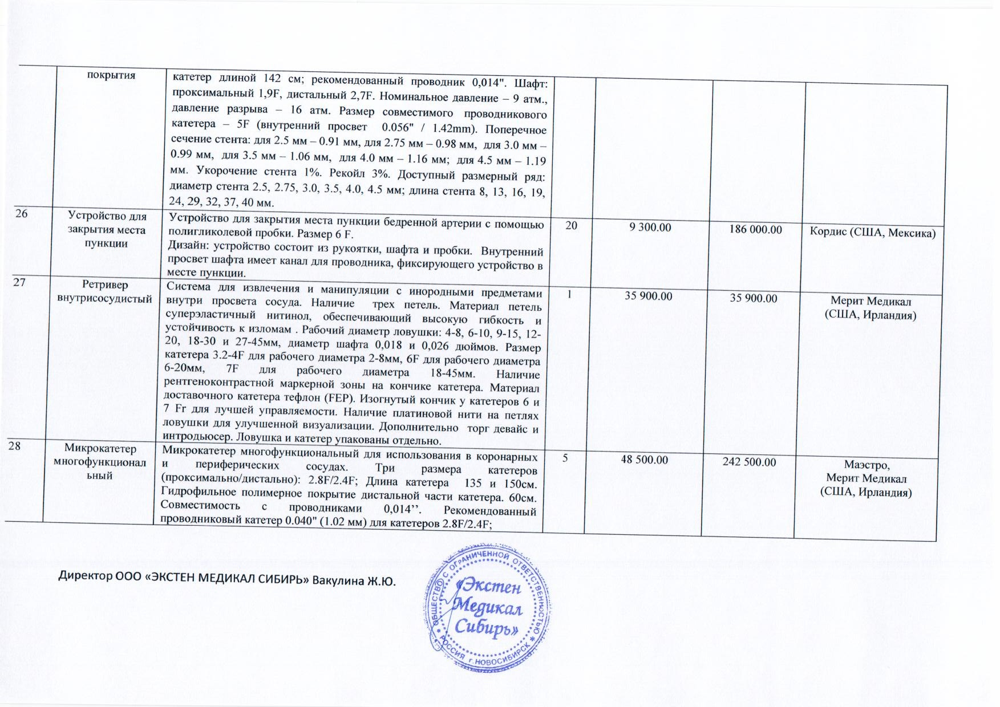 покрытия
катетер длиной 142 см; рекомендованный проводник 0,014". Шафт:
проксимальный 1,9F, дистальный 2,7F. Номинальное давление – 9 атм.,
давление разрыва – 16 атм. Размер совместимого проводникового
катетера – 5F (внутренний просвет 0.056" / 1.42mm). Поперечное
сечение стента: для 2.5 мм – 0.91 мм, для 2.75 мм – 0.98 мм, для 3.0 мм –
0.99 мм, для 3.5 мм – 1.06 мм, для 4.0 мм – 1.16 мм; для 4.5 мм – 1.19
мм. Укорочение стента 1%. Рекойл 3%. Доступный размерный ряд:
диаметр стента 2.5, 2.75, 3.0, 3.5, 4.0, 4.5 мм; длина стента 8, 13, 16, 19,
24, 29, 32, 37, 40 мм.
26
Устройство для
закрытия места
пункции
Устройство для закрытия места пункции бедренной артерии с помощью
полигликолевой пробки. Размер 6 F.
Дизайн: устройство состоит из рукоятки, шафта и пробки. Внутренний
просвет шафта имеет канал для проводника, фиксирующего устройство в
месте пункции.
20
9 300.00
186 000.00
Кордис (США, Мексика)
27
Ретривер
внутрисосудистый
Система для извлечения и манипуляции с инородными предметами
внутри просвета сосуда. Наличие трех петель. Материал петель
суперэластичный нитинол, обеспечивающий высокую гибкость и
устойчивость к изломам . Рабочий диаметр ловушки: 4-8, 6-10, 9-15, 12-
20, 18-30 и 27-45мм, диаметр шафта 0,018 и 0,026 дюймов. Размер
катетера 3.2-4F для рабочего диаметра 2-8мм, 6F для рабочего диаметра
6-20мм, 7F для рабочего диаметра 18-45мм. Наличие
рентгеноконтрастной маркерной зоны на кончике катетера. Материал
доставочного катетера тефлон (FEP). Изогнутый кончик у катетеров 6 и
7 Fr для лучшей управляемости. Наличие платиновой нити на петлях
ловушки для улучшенной визуализации. Дополнительно торг девайс и
интродьюсер. Ловушка и катетер упакованы отдельно.
1
35 900.00
35 900.00
Мерит Медикал
(США, Ирландия)
28
Микрокатетер
многофункционал
ьный
Микрокатетер многофункциональный для использования в коронарных
и периферических сосудах. Три размера катетеров
(проксимально/дистально): 2.8F/2.4F; Длина катетера 135 и 150см.
Гидрофильное полимерное покрытие дистальной части катетера. 60см.
Совместимость с проводниками 0,014’’. Рекомендованный
проводниковый катетер 0.040" (1.02 мм) для катетеров 2.8F/2.4F;
5
48 500.00
242 500.00
Маэстро,
Мерит Медикал
(США, Ирландия)
Директор ООО «ЭКСТЕН МЕДИКАЛ СИБИРЬ» Вакулина Ж.Ю.
ОБЩЕСТВО С ОГРАНИЧЕННОЙ ОТВЕТСТВЕННОСТЬЮ
«Экстен
Медикал
Сибирь»
* РОССИЯ г.НОВОСИБИРСК *